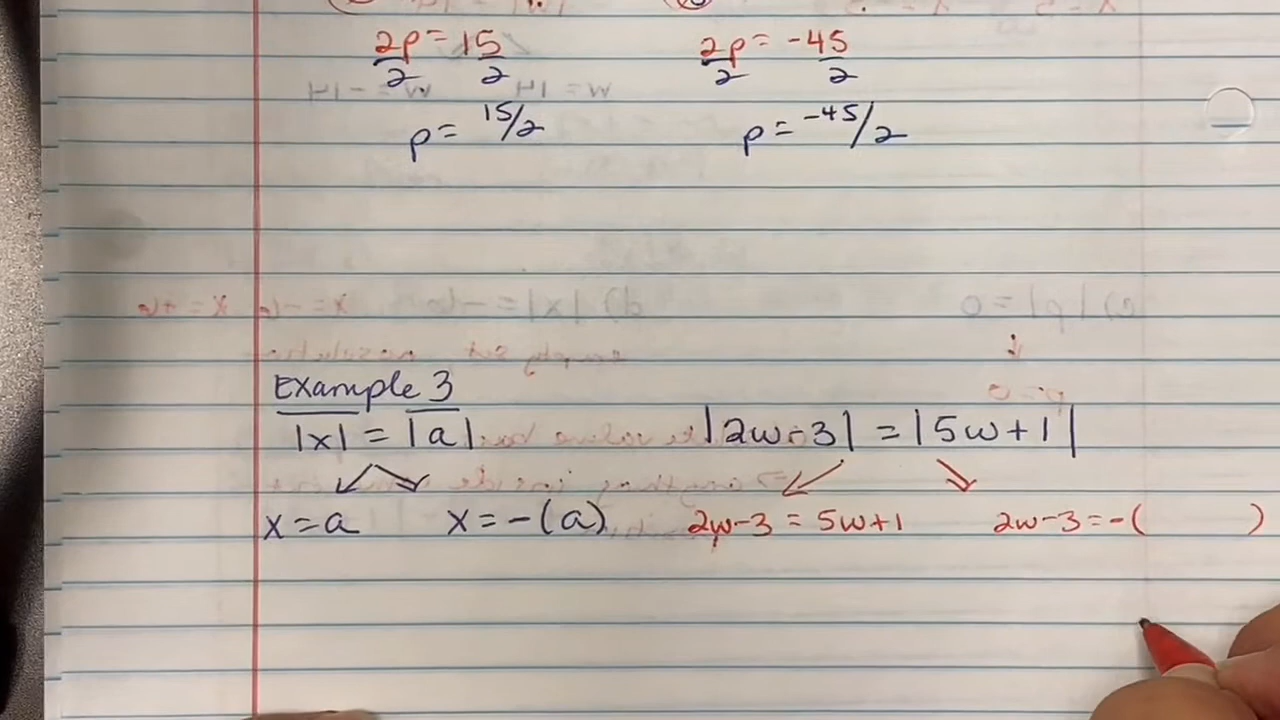 2p = 15 2p = -45
2 2 2 2
p = 15/2 p = -45/2
Example 3
|x| = |a| |2w-3| = |5w+1|
x = a x = -(a) 2w-3 = 5w+1 2w-3 = -( )